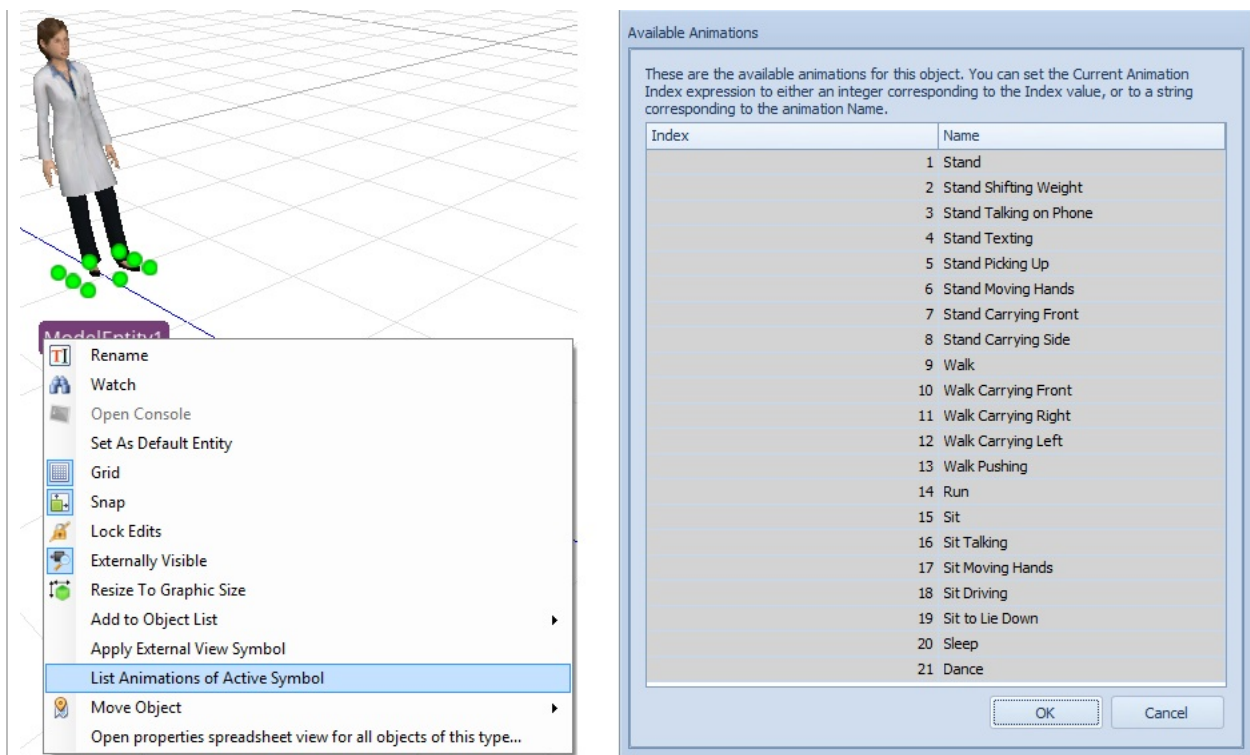 ModelEntity1
Rename
Watch
Open Console
Set As Default Entity
Grid
Snap
Lock Edits
Externally Visible
Resize To Graphic Size
Add to Object List
Apply External View Symbol
List Animations of Active Symbol
Move Object
Open properties spreadsheet view for all objects of this type...
Available Animations
These are the available animations for this object. You can set the Current Animation
Index expression to either an integer corresponding to the Index value, or to a string
corresponding to the animation Name.
Index Name
1 Stand
2 Stand Shifting Weight
3 Stand Talking on Phone
4 Stand Texting
5 Stand Picking Up
6 Stand Moving Hands
7 Stand Carrying Front
8 Stand Carrying Side
9 Walk
10 Walk Carrying Front
11 Walk Carrying Right
12 Walk Carrying Left
13 Walk Pushing
14 Run
15 Sit
16 Sit Talking
17 Sit Moving Hands
18 Sit Driving
19 Sit to Lie Down
20 Sleep
21 Dance
OK Cancel